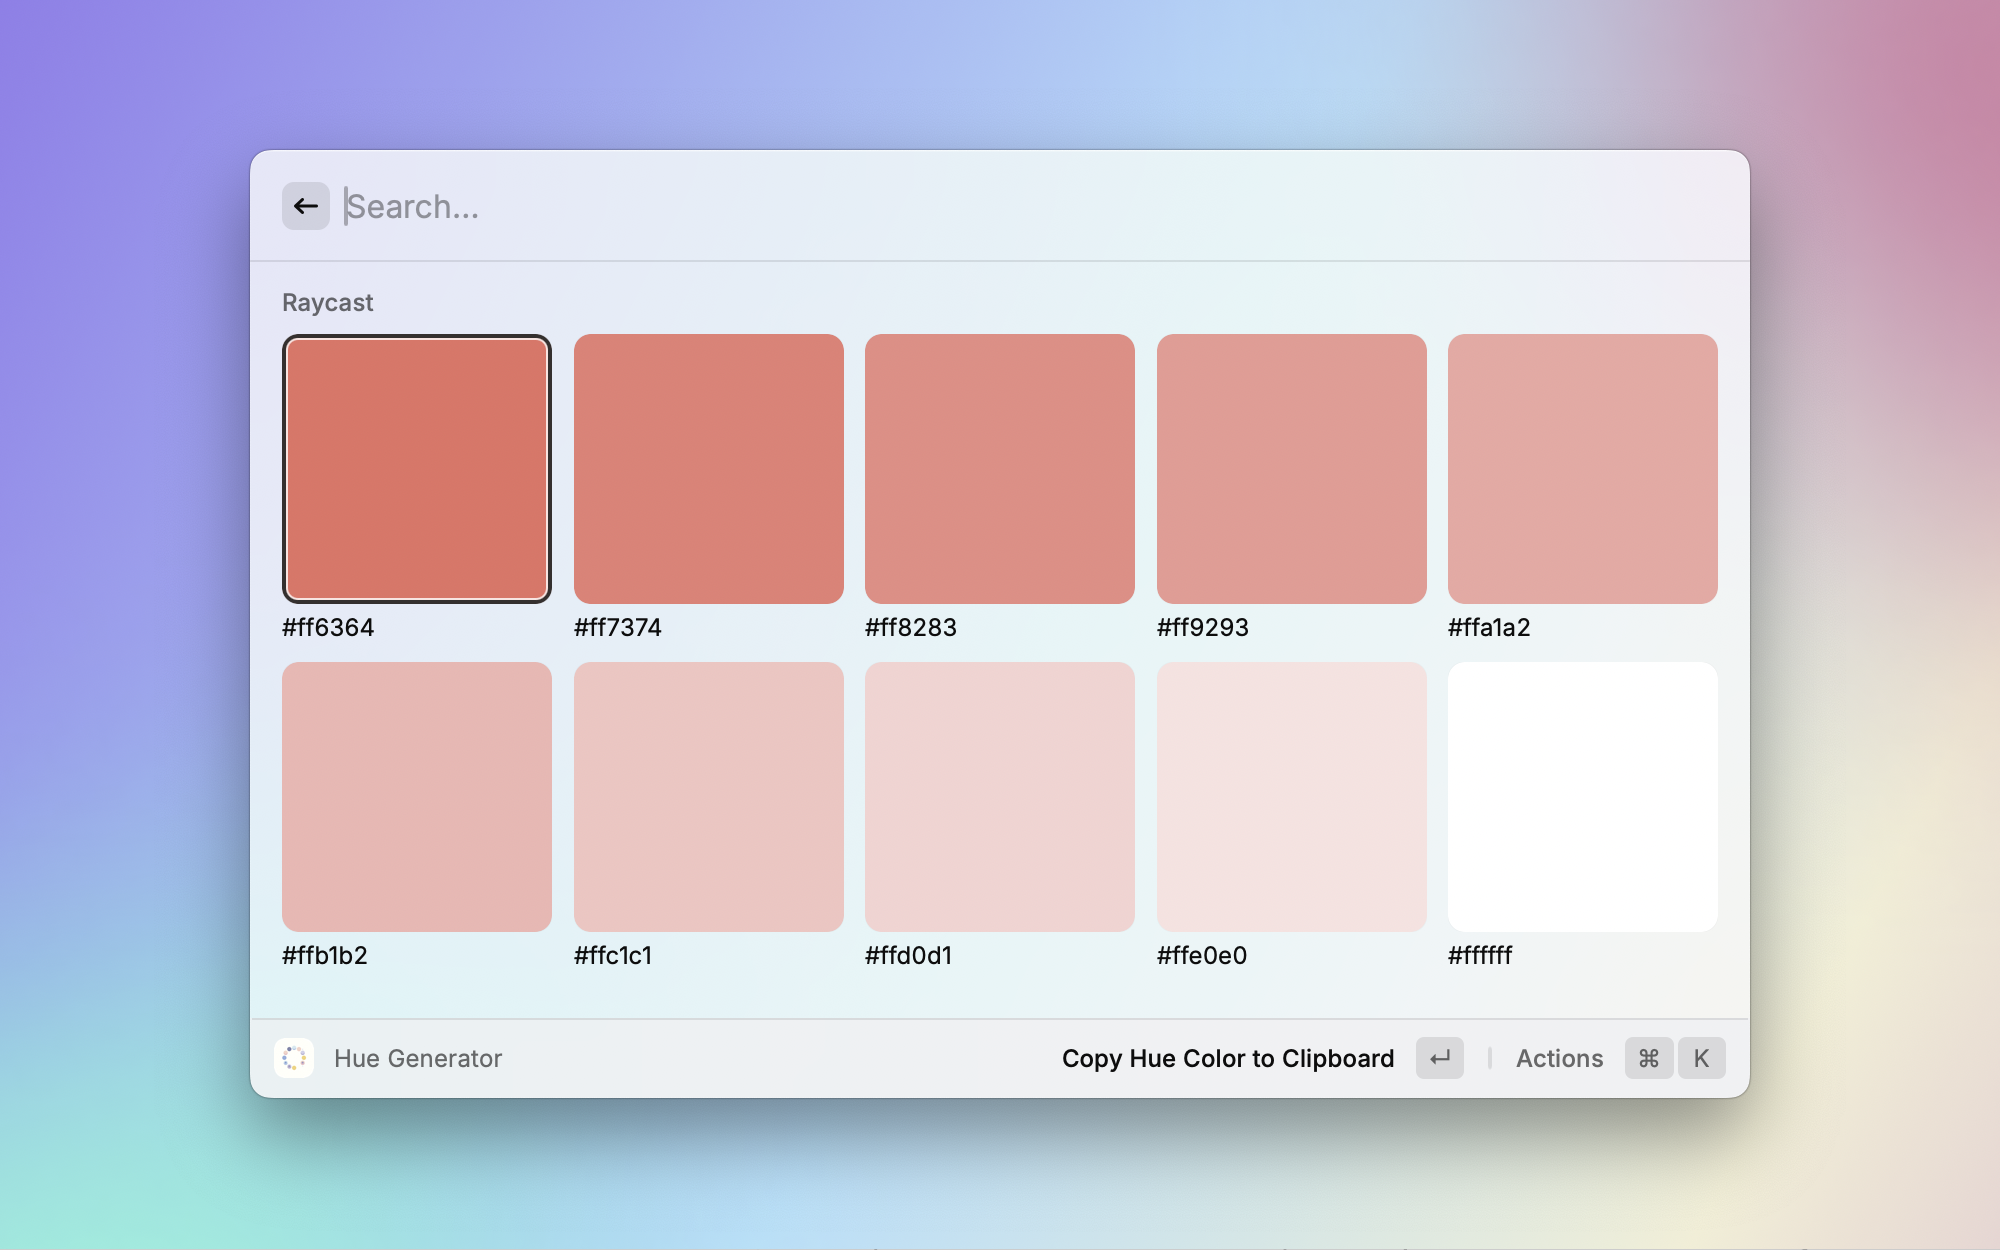 Search...
Raycast
#ff6364 #ff7374 #ff8283 #ff9293 #ffa1a2
#ffb1b2 #ffc1c1 #ffd0d1 #ffe0e0 #ffffff
Hue Generator Copy Hue Color to Clipboard ↵ Actions ⌘ K